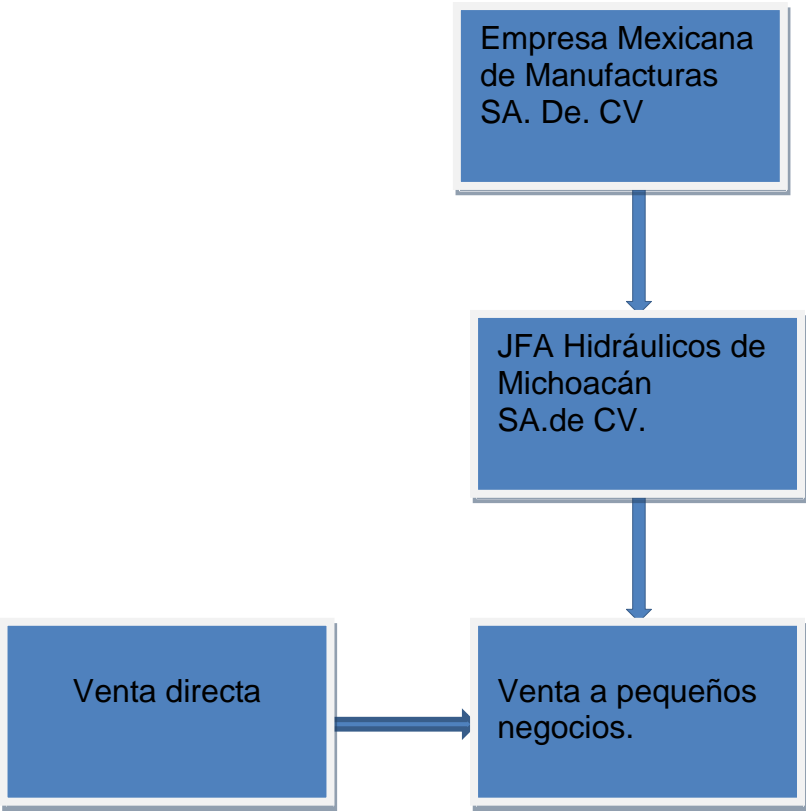 Empresa Mexicana
de Manufacturas
SA. De. CV
JFA Hidráulicos de
Michoacán
SA.de CV.
Venta directa
Venta a pequeños
negocios.